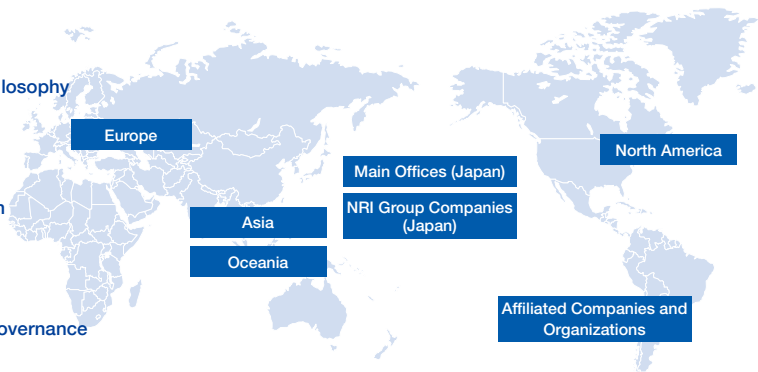 losophy
Europe
North America
Main Offices (Japan)
NRI Group Companies
(Japan)
Asia
Oceania
Affiliated Companies and
Organizations
overnance